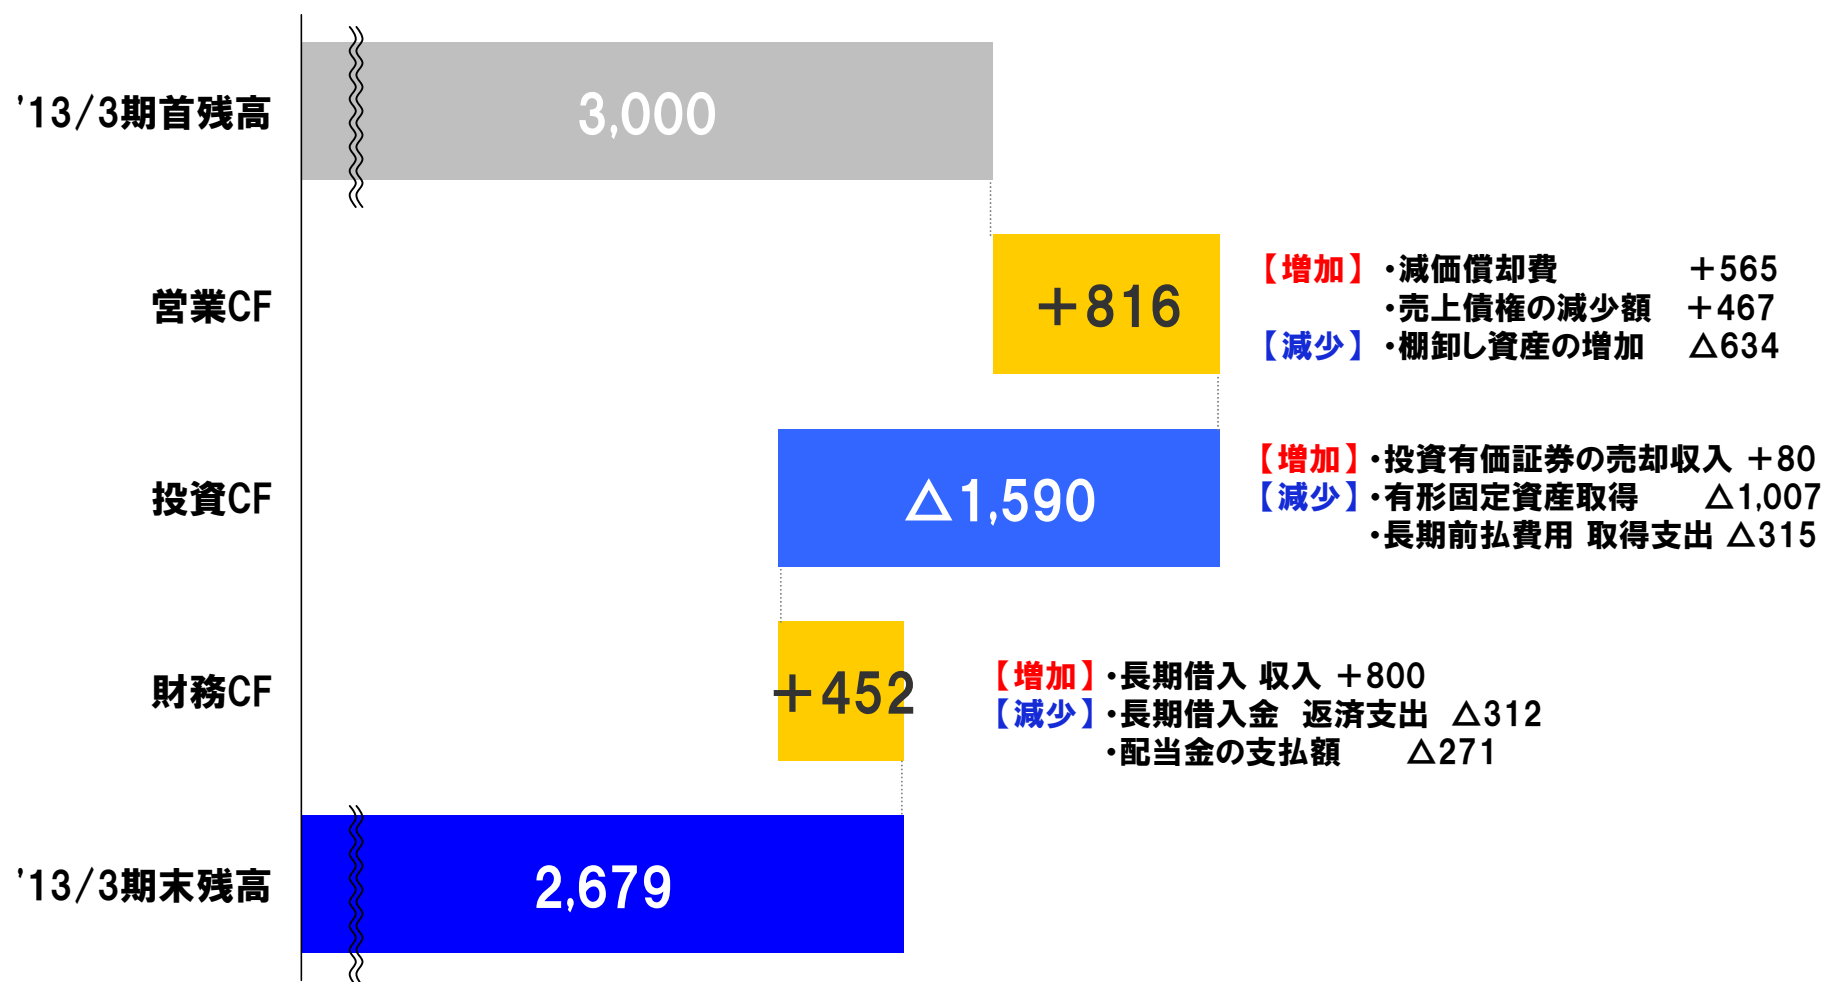 '13/3期首残高
3,000
営業CF
+816
【増加】・減価償却費 +565
・売上債権の減少額 +467
【減少】・棚卸し資産の増加 △634
投資CF
△1,590
【増加】・投資有価証券の売却収入 +80
【減少】・有形固定資産取得 △1,007
・長期前払費用 取得支出 △315
財務CF
+452
【増加】・長期借入 収入 +800
【減少】・長期借入金 返済支出 △312
・配当金の支払額 △271
'13/3期末残高
2,679